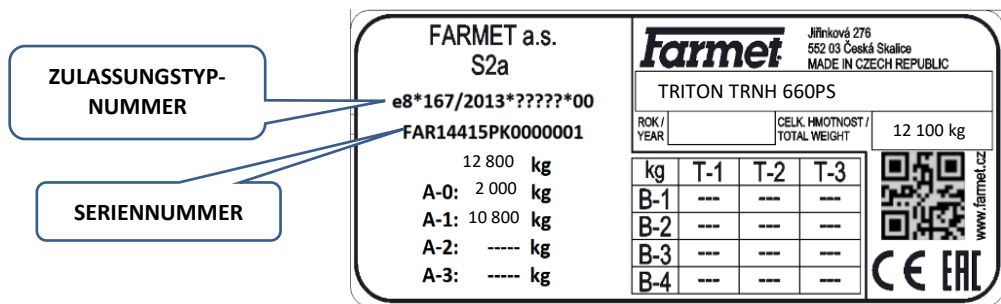 ZULASSUNGSTYP-
NUMMER
SERIENNUMMER
FARMET a.s.
S2a
e8*167/2013*?????*00
FAR14415PK0000001
12 800 kg
A-0: 2 000 kg
A-1: 10 800 kg
A-2: ----- kg
A-3: ----- kg
Farmet
Jiřinková 276
552 03 Česká Skalice
MADE IN CZECH REPUBLIC
TRITON TRNH 660PS
ROK / YEAR
CELK. HMOTNOST / TOTAL WEIGHT
12 100 kg
kg T-1 T-2 T-3
B-1 --- --- ---
B-2 --- --- ---
B-3 --- --- ---
B-4 --- --- ---
www.farmet.cz
CE EAC